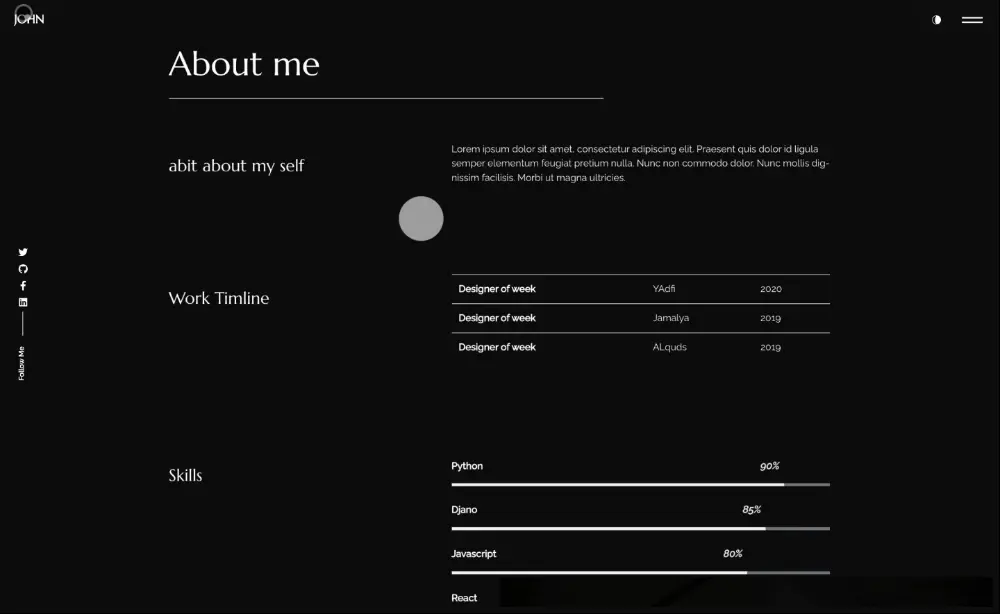 JOHN
About me
abit about my self
Lorem ipsum dolor sit amet, consectetur adipiscing elit. Praesent quis dolor id ligula
semper elementum feugiat pretium nulla. Nunc non commodo dolor. Nunc mollis dig-
nissim facilisis. Morbi ut magna ultricies.
Work Timline
Designer of week YAdfi 2020
Designer of week Jamalya 2019
Designer of week ALquds 2019
Follow Me
Skills
Python 90%
Djano 85%
Javascript 80%
React